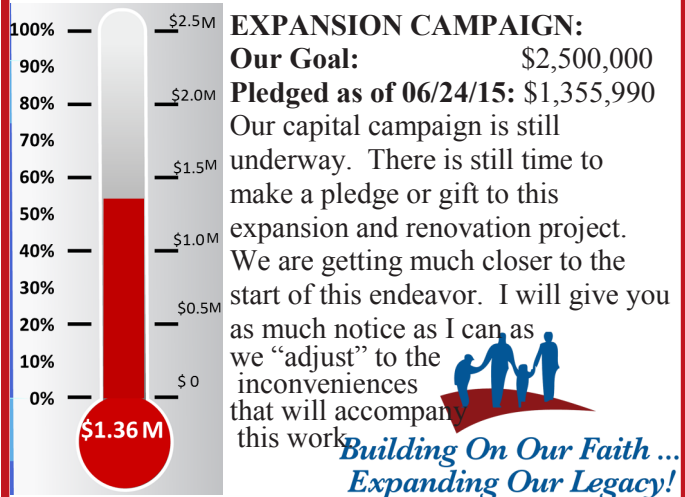 100%
90%
80%
70%
60%
50%
40%
30%
20%
10%
0%
$2.5M
$2.0M
$1.5M
$1.0M
$0.5M
$0
$1.36 M
EXPANSION CAMPAIGN:
Our Goal: $2,500,000
Pledged as of 06/24/15: $1,355,990
Our capital campaign is still
underway. There is still time to
make a pledge or gift to this
expansion and renovation project.
We are getting much closer to the
start of this endeavor. I will give you
as much notice as I can as
we “adjust” to the
inconveniences
that will accompany
this work.
Building On Our Faith ...
Expanding Our Legacy!